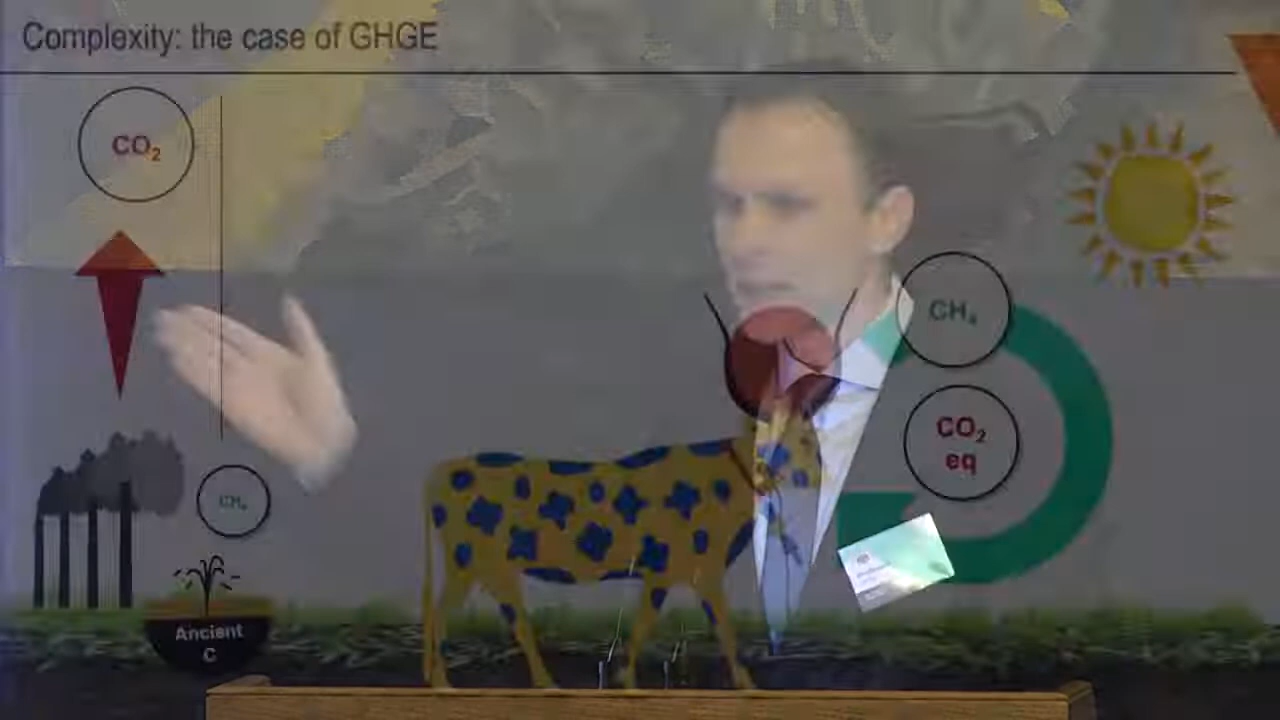 Complexity: the case of GHGE
CO₂
CH₄
CO₂
eq
CH₄
Ancient
C